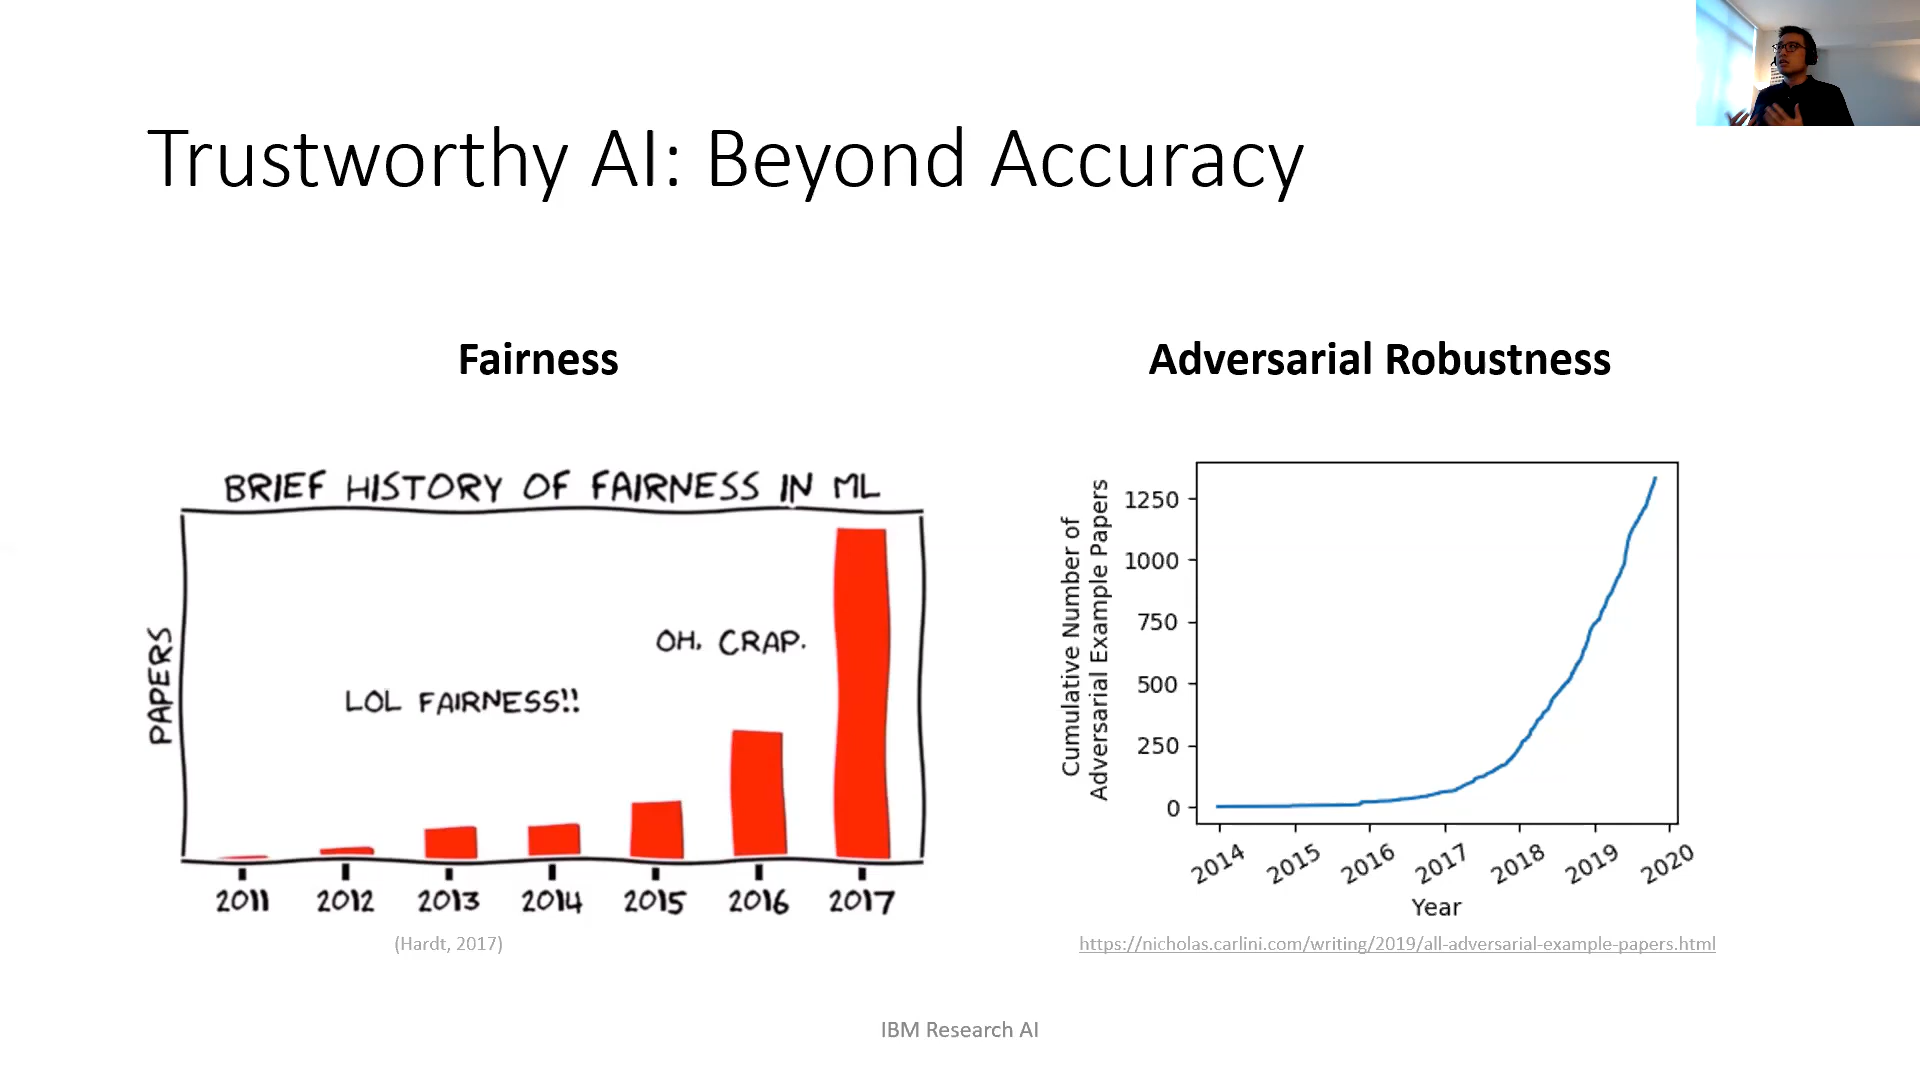 Trustworthy AI: Beyond Accuracy
Fairness
BRIEF HISTORY OF FAIRNESS IN ML
PAPERS
OH, CRAP.
LOL FAIRNESS!!
2011 2012 2013 2014 2015 2016 2017
(Hardt, 2017)
Adversarial Robustness
Cumulative Number of
Adversarial Example Papers
1250
1000
750
500
250
0
2014 2015 2016 2017 2018 2019 2020
Year
https://nicholas.carlini.com/writing/2019/all-adversarial-example-papers.html
IBM Research AI